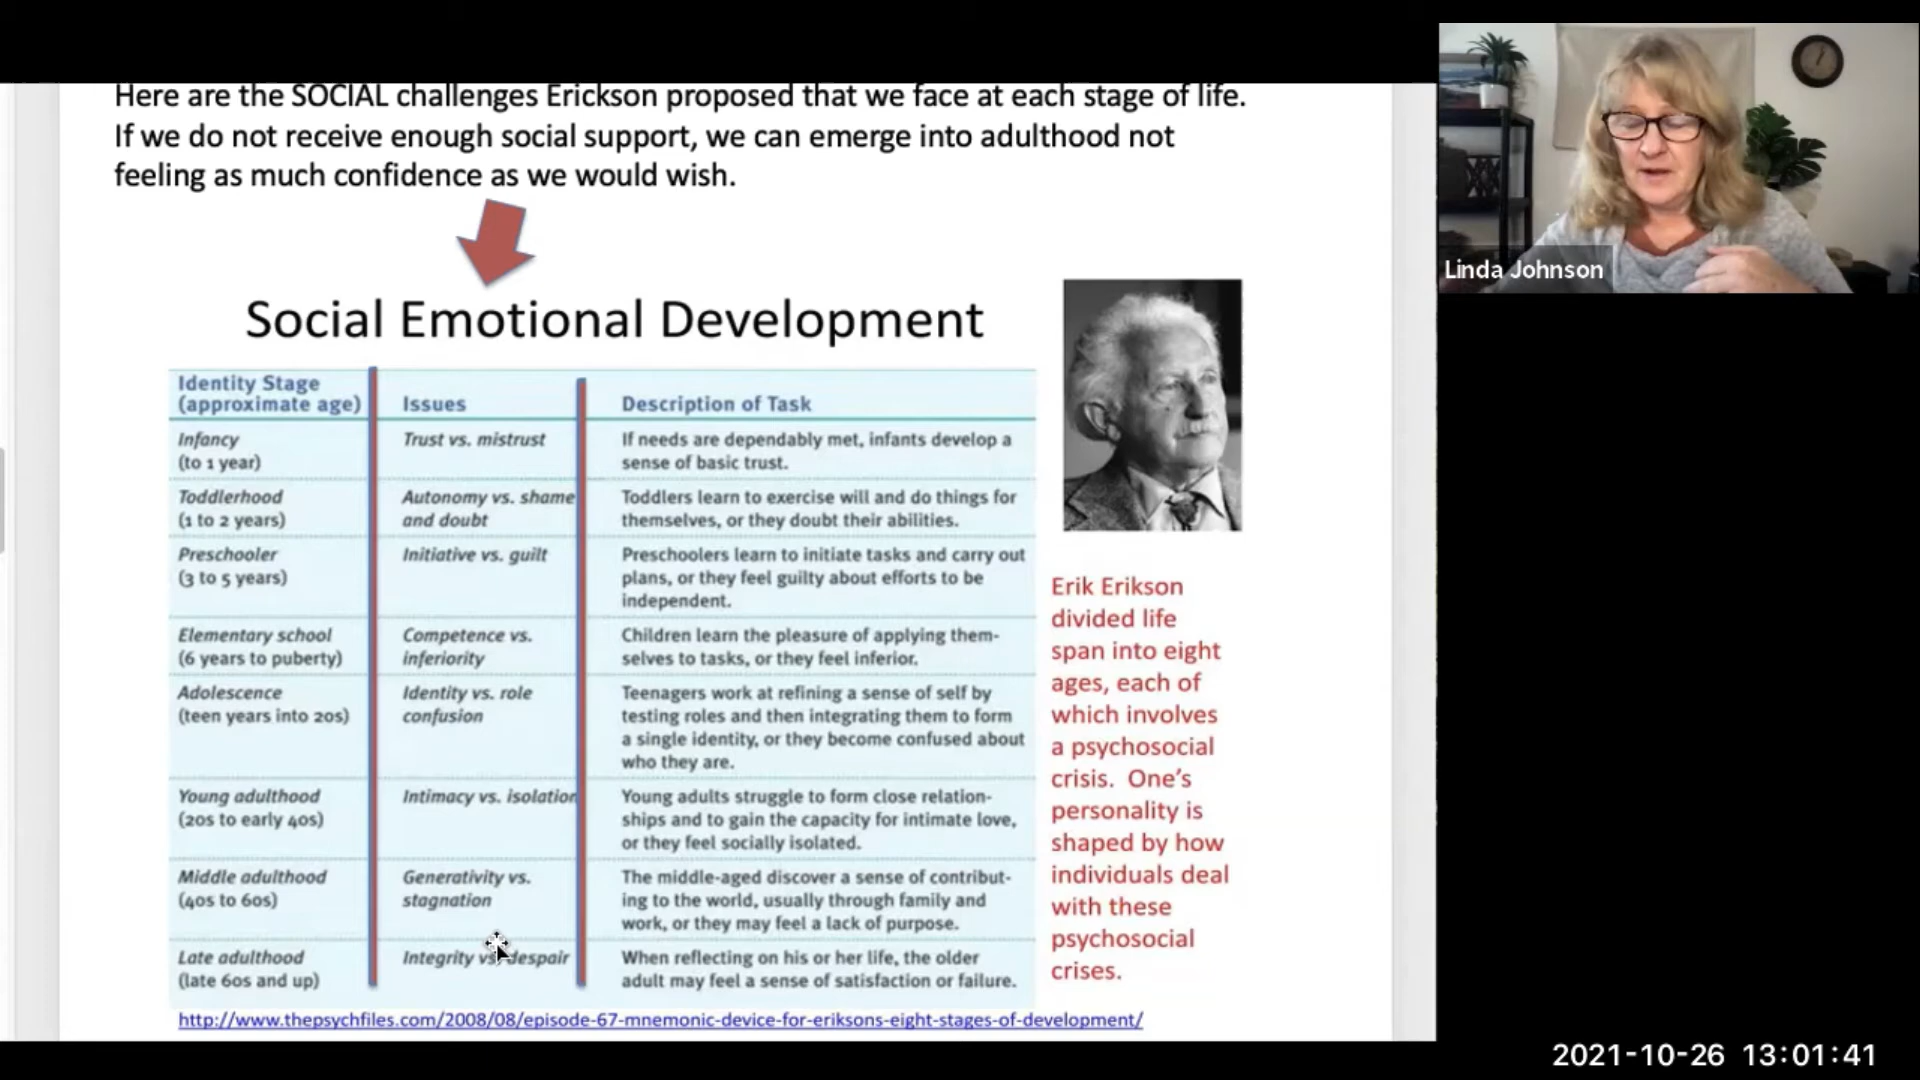 Here are the SOCIAL challenges Erickson proposed that we face at each stage of life.
If we do not receive enough social support, we can emerge into adulthood not
feeling as much confidence as we would wish.
Social Emotional Development
Identity Stage
(approximate age)
Issues
Description of Task
Infancy
(to 1 year)
Trust vs. mistrust
If needs are dependably met, infants develop a
sense of basic trust.
Toddlerhood
(1 to 2 years)
Autonomy vs. shame
and doubt
Toddlers learn to exercise will and do things for
themselves, or they doubt their abilities.
Preschooler
(3 to 5 years)
Initiative vs. guilt
Preschoolers learn to initiate tasks and carry out
plans, or they feel guilty about efforts to be
independent.
Elementary school
(6 years to puberty)
Competence vs.
inferiority
Children learn the pleasure of applying them-
selves to tasks, or they feel inferior.
Adolescence
(teen years into 20s)
Identity vs. role
confusion
Teenagers work at refining a sense of self by
testing roles and then integrating them to form
a single identity, or they become confused about
who they are.
Young adulthood
(20s to early 40s)
Intimacy vs. isolation
Young adults struggle to form close relation-
ships and to gain the capacity for intimate love,
or they feel socially isolated.
Middle adulthood
(40s to 60s)
Generativity vs.
stagnation
The middle-aged discover a sense of contribut-
ing to the world, usually through family and
work, or they may feel a lack of purpose.
Late adulthood
(late 60s and up)
Integrity vs. despair
When reflecting on his or her life, the older
adult may feel a sense of satisfaction or failure.
http://www.thepsychfiles.com/2008/08/episode-67-mnemonic-device-for-eriksons-eight-stages-of-development/
Erik Erikson
divided life
span into eight
ages, each of
which involves
a psychosocial
crisis. One's
personality is
shaped by how
individuals deal
with these
psychosocial
crises.
Linda Johnson
2021-10-26 13:01:41